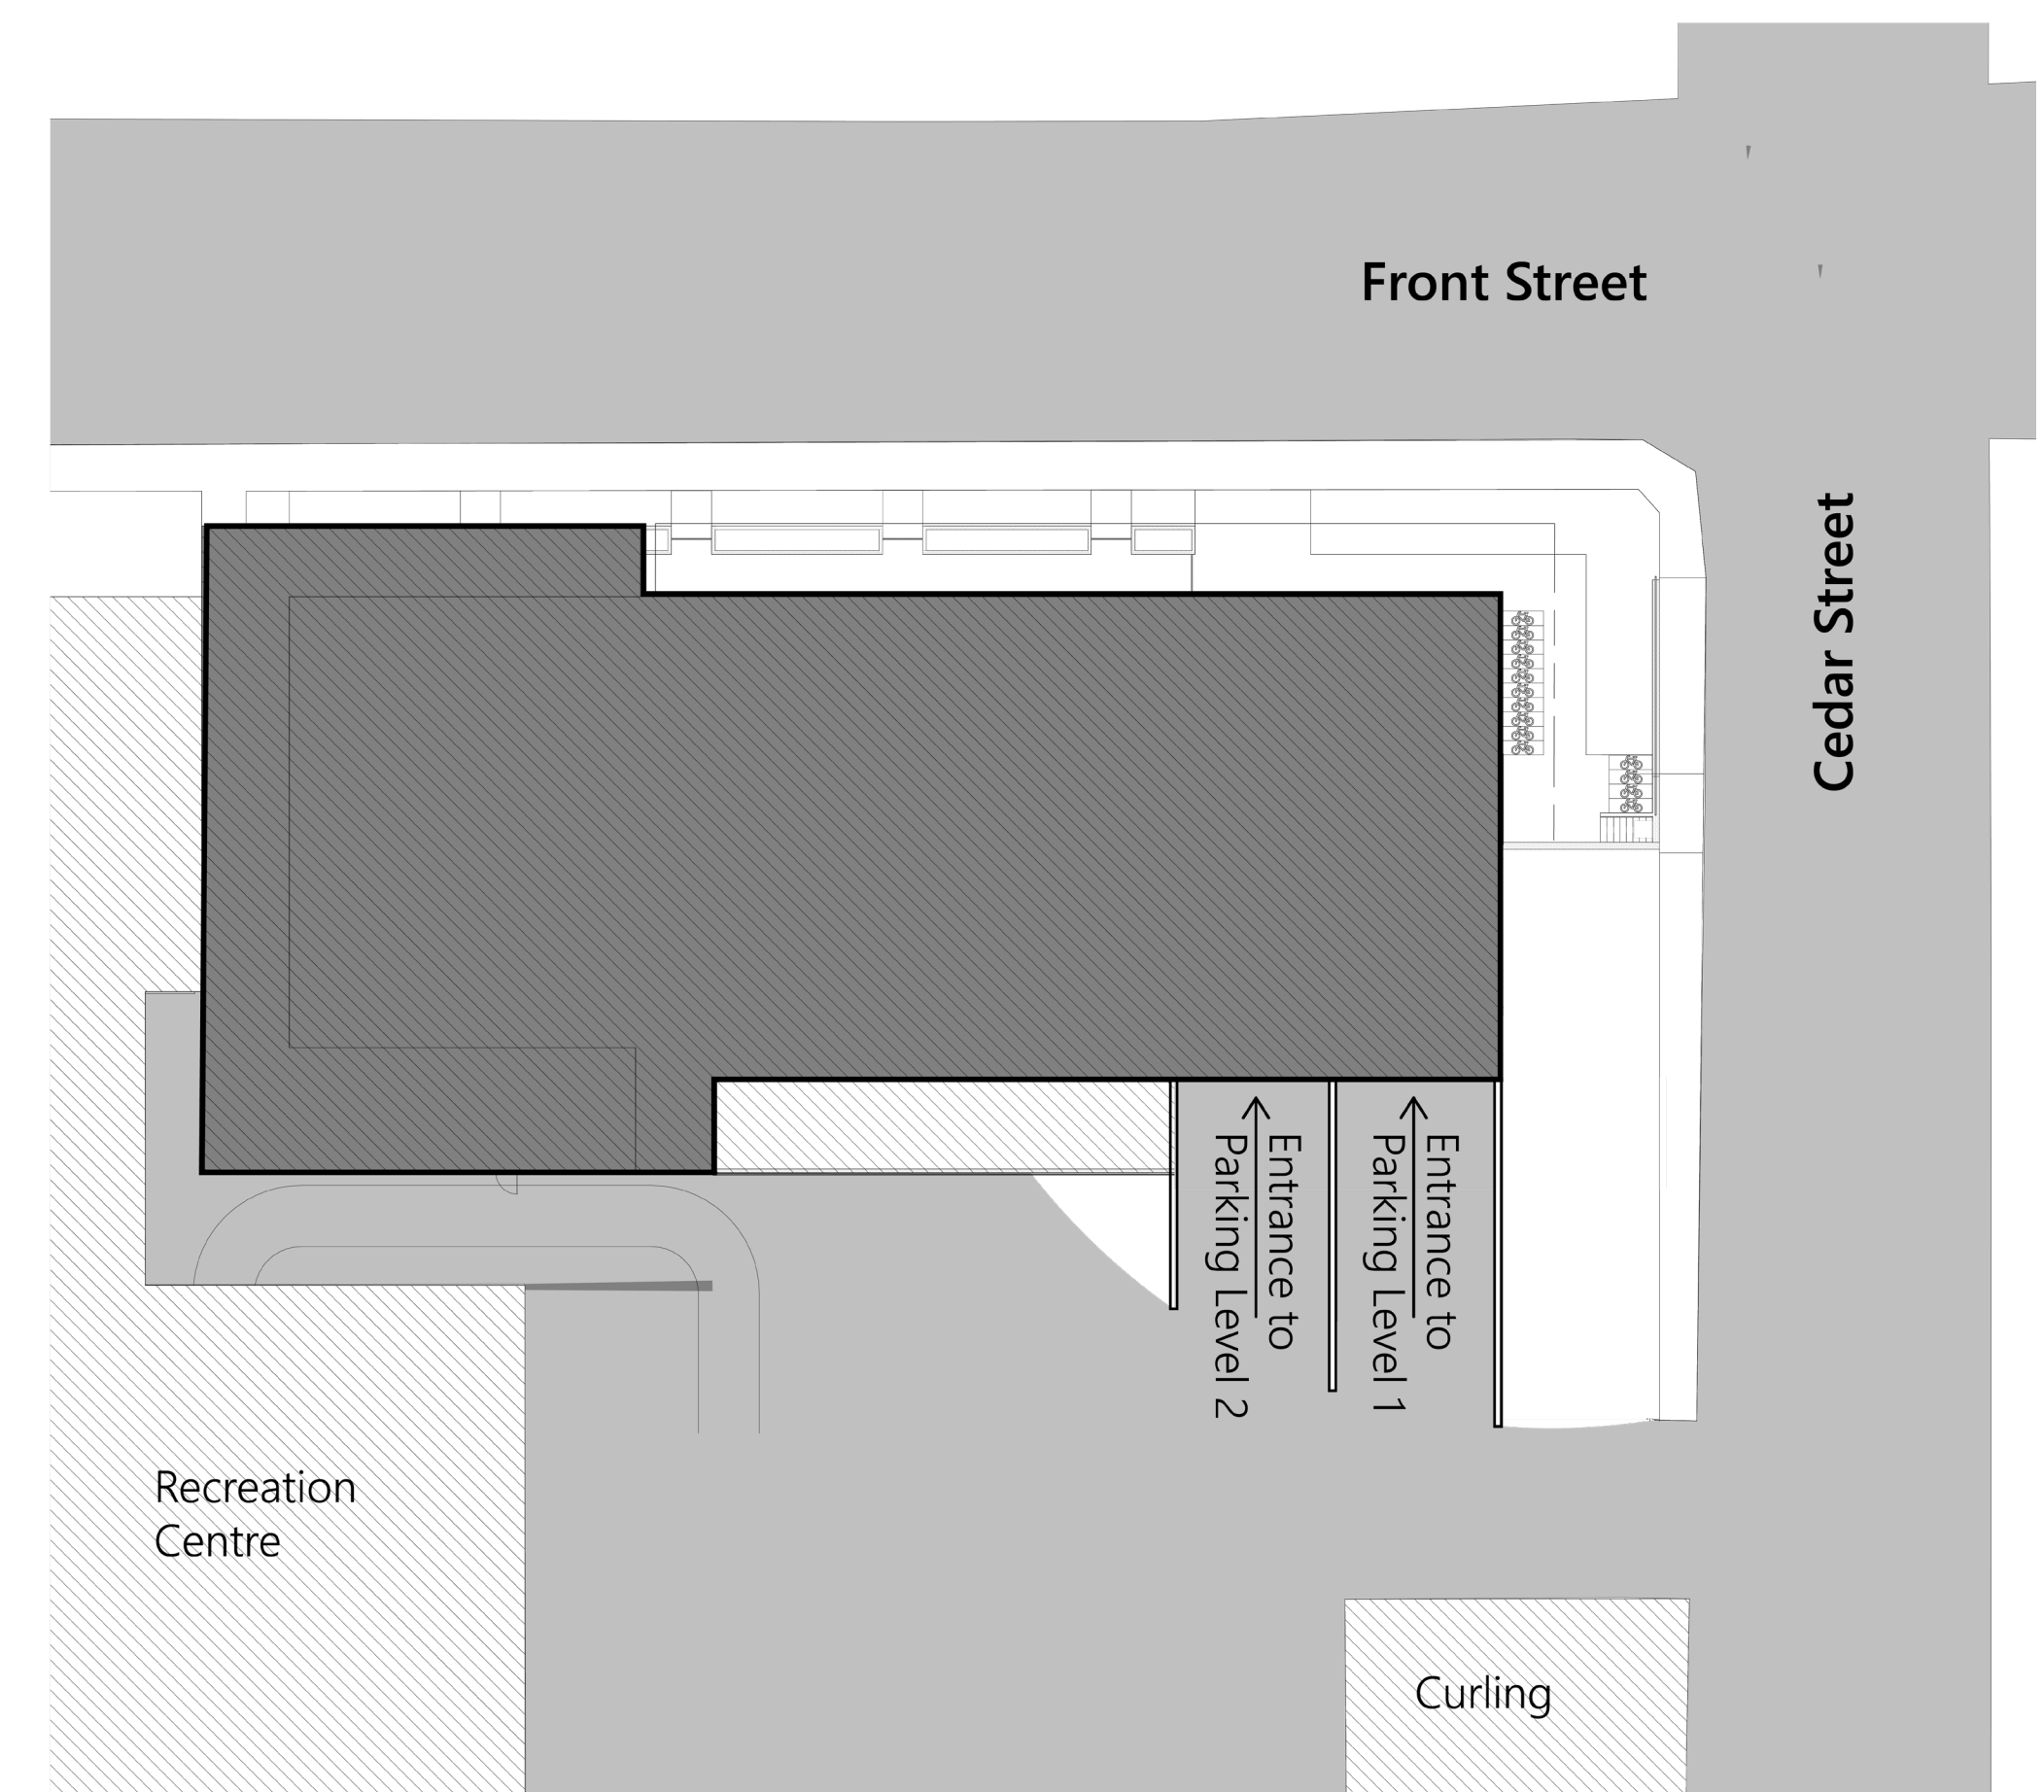 Front Street
Cedar Street
Entrance to
Parking Level 2
Entrance to
Parking Level 1
Recreation
Centre
Curling